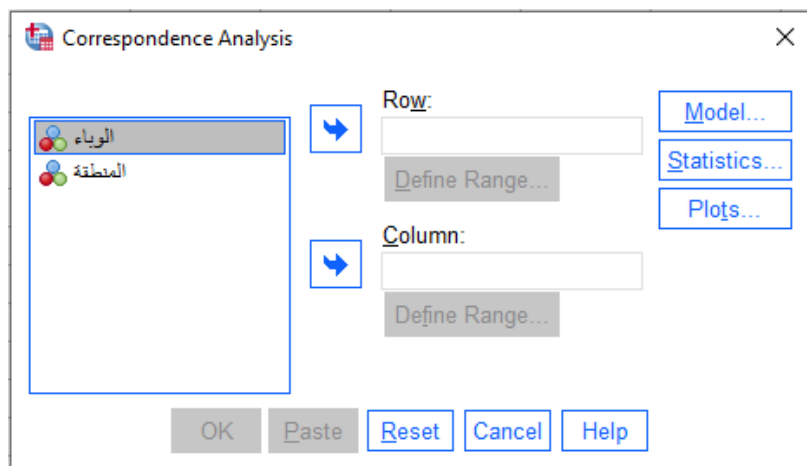 Correspondence Analysis
الوباء
المنطقة
Row:
Define Range...
Column:
Define Range...
Model...
Statistics...
Plots...
OK
Paste
Reset
Cancel
Help